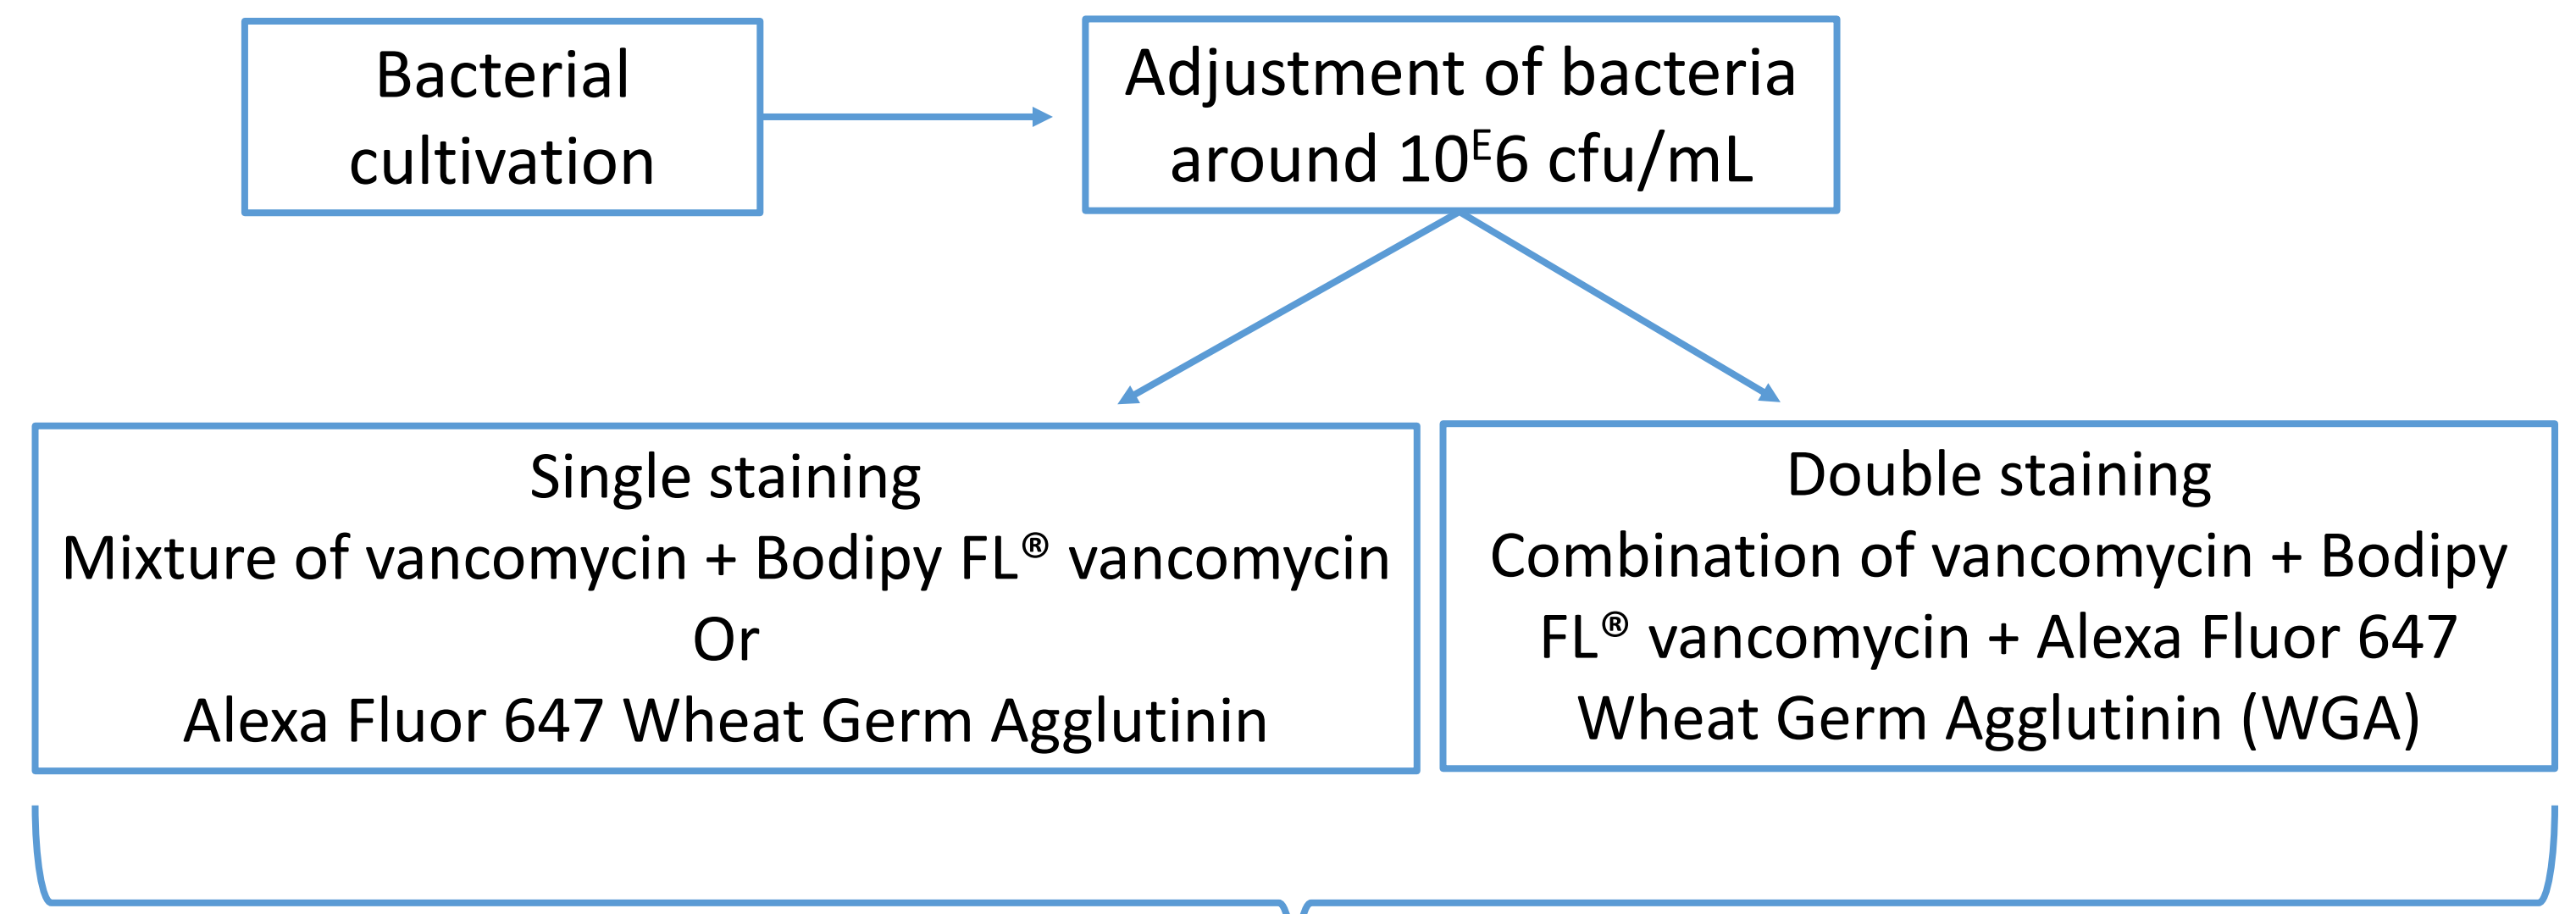 Bacterial
cultivation
Adjustment of bacteria
around 10ᴱ6 cfu/mL
Single staining
Mixture of vancomycin + Bodipy FL® vancomycin
Or
Alexa Fluor 647 Wheat Germ Agglutinin
Double staining
Combination of vancomycin + Bodipy
FL® vancomycin + Alexa Fluor 647
Wheat Germ Agglutinin (WGA)